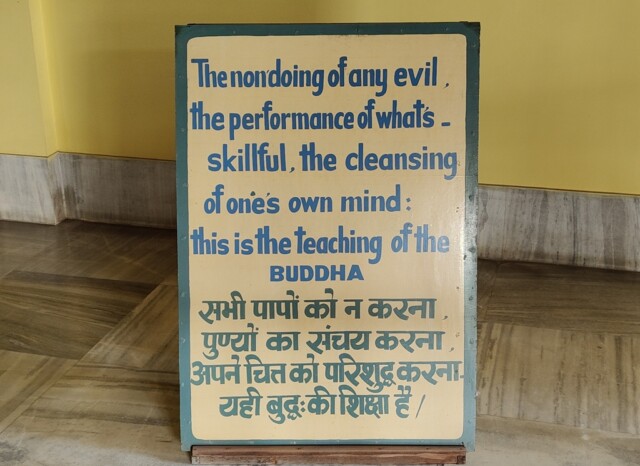 The nondoing of any evil,
the performance of what's -
skillful, the cleansing
of one's own mind :
this is the teaching of the
BUDDHA
सभी पापों को न करना,
पुण्यों का संचय करना,
अपने चित्त को परिशुद्ध करना-
यही बुद्धः की शिक्षा है /